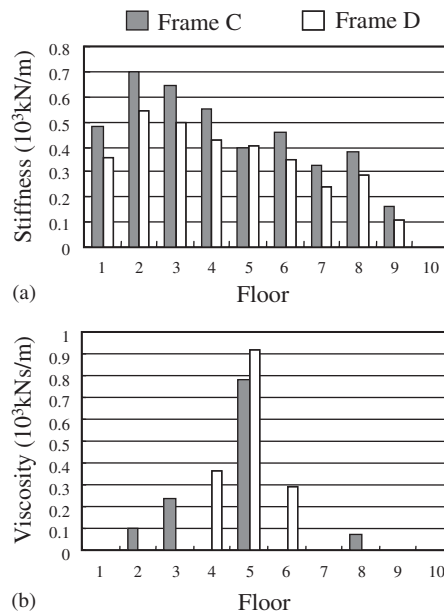 Frame C Frame D
Stiffness (10³kN/m)
0.8
0.7
0.6
0.5
0.4
0.3
0.2
0.1
0
1 2 3 4 5 6 7 8 9 10
(a) Floor
Viscosity (10³kNs/m)
1
0.9
0.8
0.7
0.6
0.5
0.4
0.3
0.2
0.1
0
1 2 3 4 5 6 7 8 9 10
(b) Floor